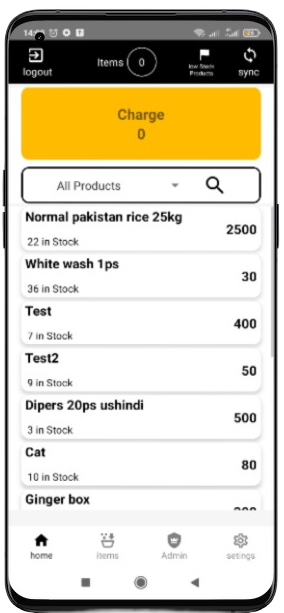 logout
Items
0
low Stock
Products
sync
Charge
0
All Products
Normal pakistan rice 25kg
2500
22 in Stock
White wash 1ps
30
36 in Stock
Test
400
7 in Stock
Test2
50
9 in Stock
Dipers 20ps ushindi
500
3 in Stock
Cat
80
10 in Stock
Ginger box
home
items
Admin
setings